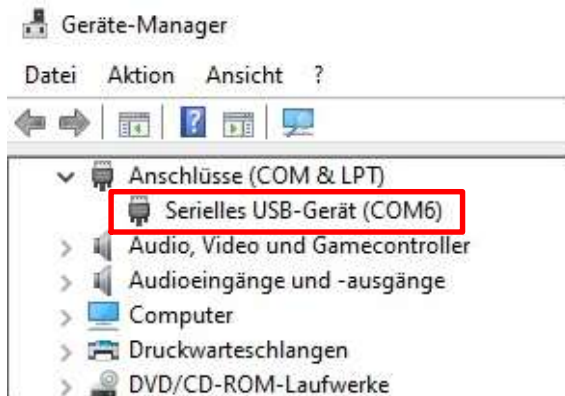 Geräte-Manager
Datei Aktion Ansicht ?
Anschlüsse (COM & LPT)
Serielles USB-Gerät (COM6)
Audio, Video und Gamecontroller
Audioeingänge und -ausgänge
Computer
Druckwarteschlangen
DVD/CD-ROM-Laufwerke